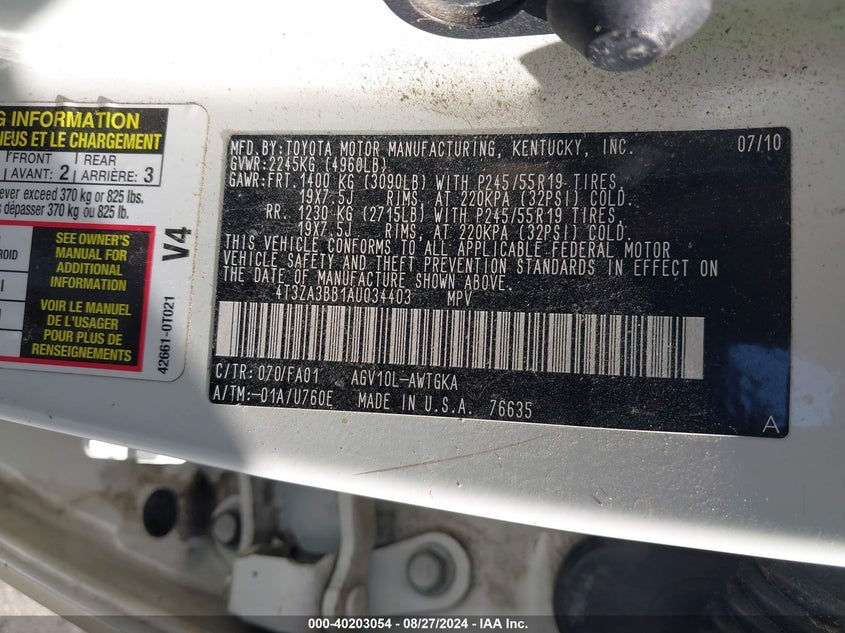 G INFORMATION
NEUS ET LE CHARGEMENT
FRONT
AVANT: 2
REAR
ARRIÈRE: 3
never exceed 370 kg or 825 lbs.
dépasser 370 kg ou 825 lb.
SEE OWNER'S
MANUAL FOR
ADDITIONAL
INFORMATION
VOIR LE MANUEL
DE L'USAGER
POUR PLUS DE
RENSEIGNEMENTS
V4
42661-0T021
MFD.BY:TOYOTA MOTOR MANUFACTURING, KENTUCKY, INC. 07/10
GVWR:2245KG (4960LB)
GAWR:FRT.1400 KG (3090LB) WITH P245/55R19 TIRES,
19X7.5J RIMS, AT 220KPA (32PSI) COLD.
RR. 1230 KG (2715LB) WITH P245/55R19 TIRES,
19X7.5J RIMS, AT 220KPA (32PSI) COLD.
THIS VEHICLE CONFORMS TO ALL APPLICABLE FEDERAL MOTOR
VEHICLE SAFETY AND THEFT PREVENTION STANDARDS IN EFFECT ON
THE DATE OF MANUFACTURE SHOWN ABOVE.
4T3ZA3BB1AU034403 MPV
C/TR: 070/FA01 AGV10L-AWTGKA
A/TM:-01A/U760E MADE IN U.S.A. 76635
A
000-40203054 - 08/27/2024 - IAA Inc.